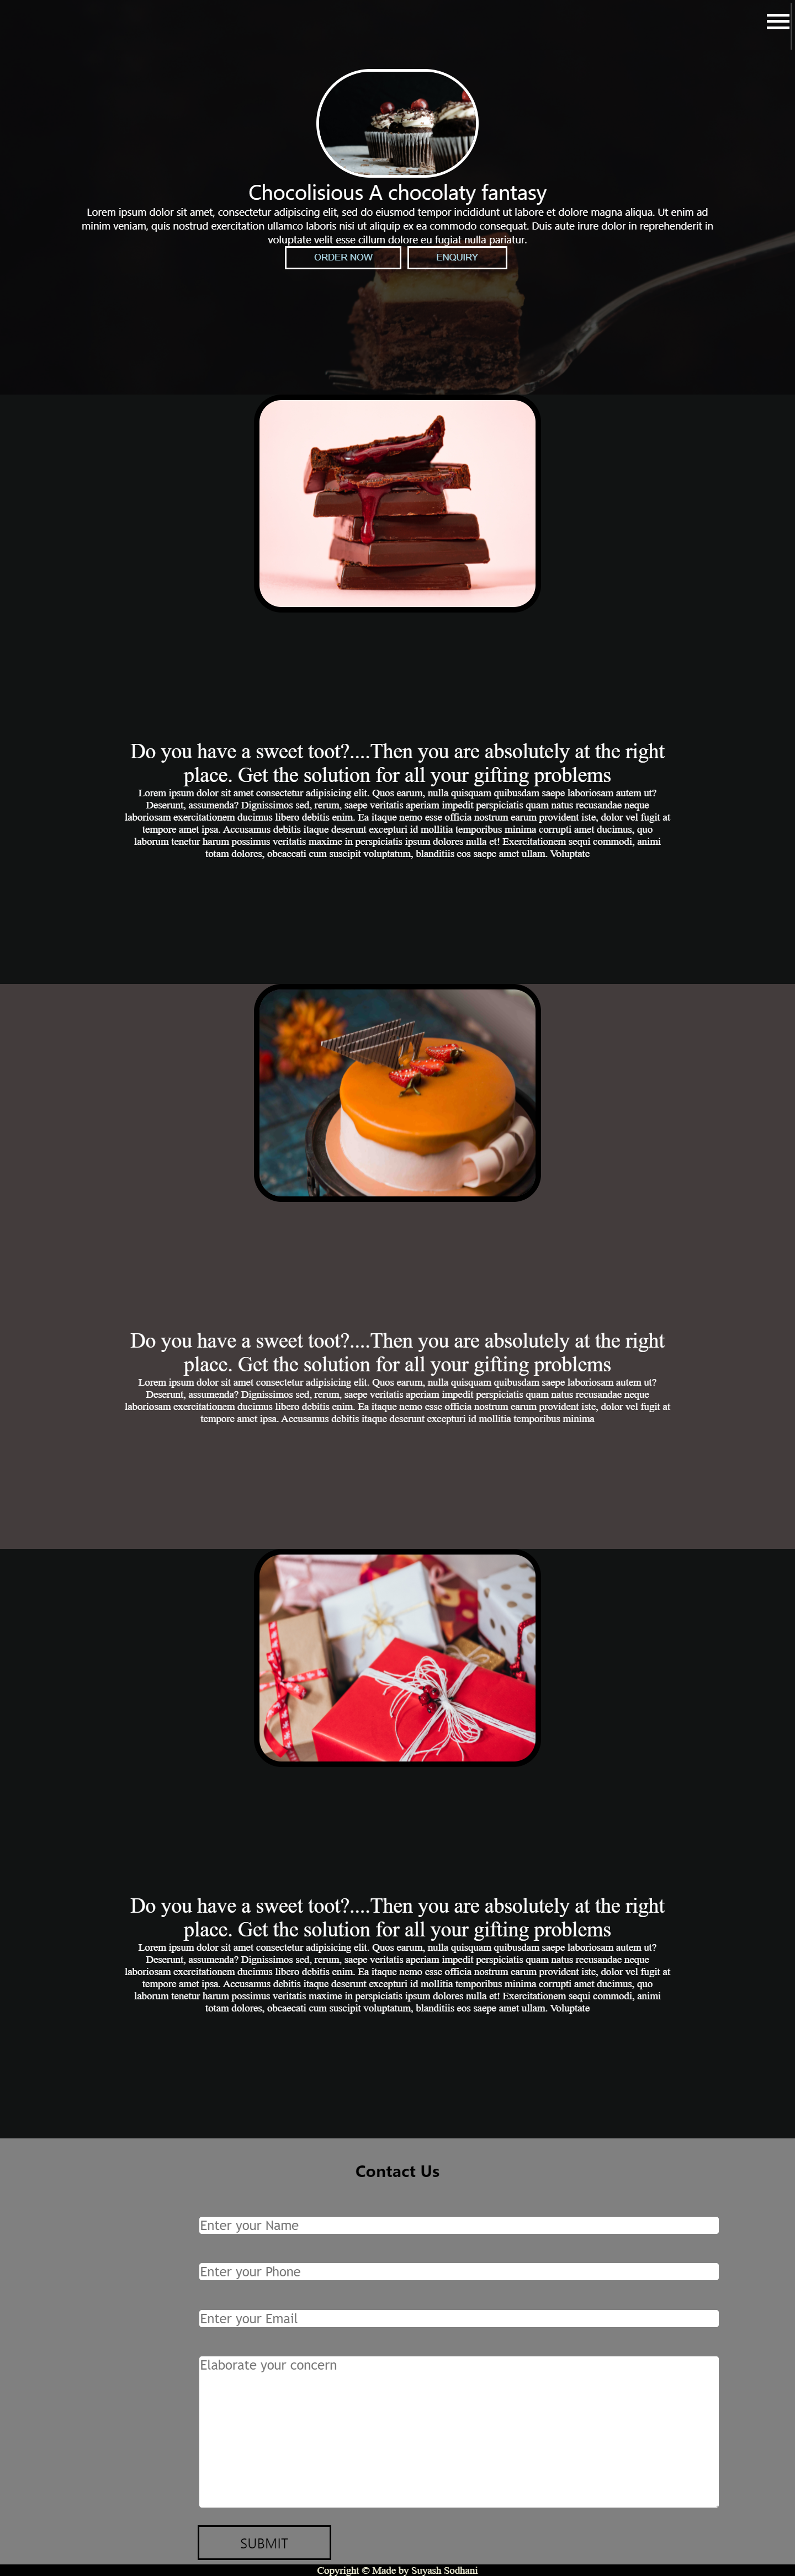 Chocolisious A chocolaty fantasy
Lorem ipsum dolor sit amet, consectetur adipiscing elit, sed do eiusmod tempor incididunt ut labore et dolore magna aliqua. Ut enim ad
minim veniam, quis nostrud exercitation ullamco laboris nisi ut aliquip ex ea commodo consequat. Duis aute irure dolor in reprehenderit in
voluptate velit esse cillum dolore eu fugiat nulla pariatur.
ORDER NOW ENQUIRY
Do you have a sweet toot?....Then you are absolutely at the right
place. Get the solution for all your gifting problems
Lorem ipsum dolor sit amet consectetur adipisicing elit. Quos earum, nulla quisquam quibusdam saepe laboriosam autem ut?
Deserunt, assumenda? Dignissimos sed, rerum, saepe veritatis aperiam impedit perspiciatis quam natus recusandae neque
laboriosam exercitationem ducimus libero debitis enim. Ea itaque nemo esse officia nostrum earum provident iste, dolor vel fugit at
tempore amet ipsa. Accusamus debitis itaque deserunt excepturi id mollitia temporibus minima corrupti amet ducimus, quo
laborum tenetur harum possimus veritatis maxime in perspiciatis ipsum dolores nulla et! Exercitationem sequi commodi, animi
totam dolores, obcaecati cum suscipit voluptatum, blanditiis eos saepe amet ullam. Voluptate
Do you have a sweet toot?....Then you are absolutely at the right
place. Get the solution for all your gifting problems
Lorem ipsum dolor sit amet consectetur adipisicing elit. Quos earum, nulla quisquam quibusdam saepe laboriosam autem ut?
Deserunt, assumenda? Dignissimos sed, rerum, saepe veritatis aperiam impedit perspiciatis quam natus recusandae neque
laboriosam exercitationem ducimus libero debitis enim. Ea itaque nemo esse officia nostrum earum provident iste, dolor vel fugit at
tempore amet ipsa. Accusamus debitis itaque deserunt excepturi id mollitia temporibus minima
Do you have a sweet toot?....Then you are absolutely at the right
place. Get the solution for all your gifting problems
Lorem ipsum dolor sit amet consectetur adipisicing elit. Quos earum, nulla quisquam quibusdam saepe laboriosam autem ut?
Deserunt, assumenda? Dignissimos sed, rerum, saepe veritatis aperiam impedit perspiciatis quam natus recusandae neque
laboriosam exercitationem ducimus libero debitis enim. Ea itaque nemo esse officia nostrum earum provident iste, dolor vel fugit at
tempore amet ipsa. Accusamus debitis itaque deserunt excepturi id mollitia temporibus minima corrupti amet ducimus, quo
laborum tenetur harum possimus veritatis maxime in perspiciatis ipsum dolores nulla et! Exercitationem sequi commodi, animi
totam dolores, obcaecati cum suscipit voluptatum, blanditiis eos saepe amet ullam. Voluptate
Contact Us
Enter your Name
Enter your Phone
Enter your Email
Elaborate your concern
SUBMIT
Copyright © Made by Suyash Sodhani